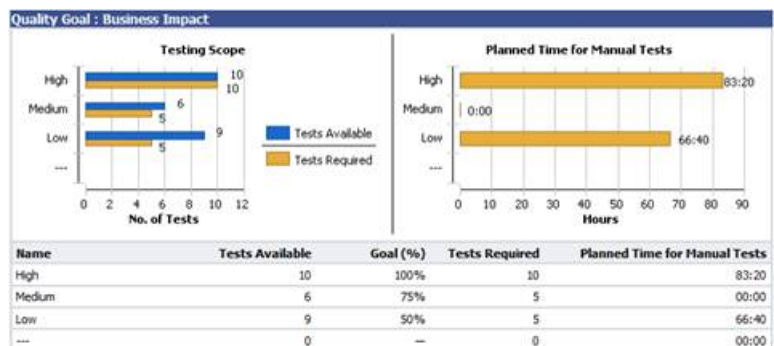 Quality Goal : Business Impact
Testing Scope
High
10
10
Medium
6
5
Low
9
5
---
0 2 4 6 8 10 12
No. of Tests
Tests Available
Tests Required
Planned Time for Manual Tests
High
83:20
Medium
0:00
Low
66:40
---
0 10 20 30 40 50 60 70 80 90
Hours
Name Tests Available Goal (%) Tests Required Planned Time for Manual Tests
High 10 100% 10 83:20
Medium 6 75% 5 00:00
Low 9 50% 5 66:40
--- 0 -- 0 00:00